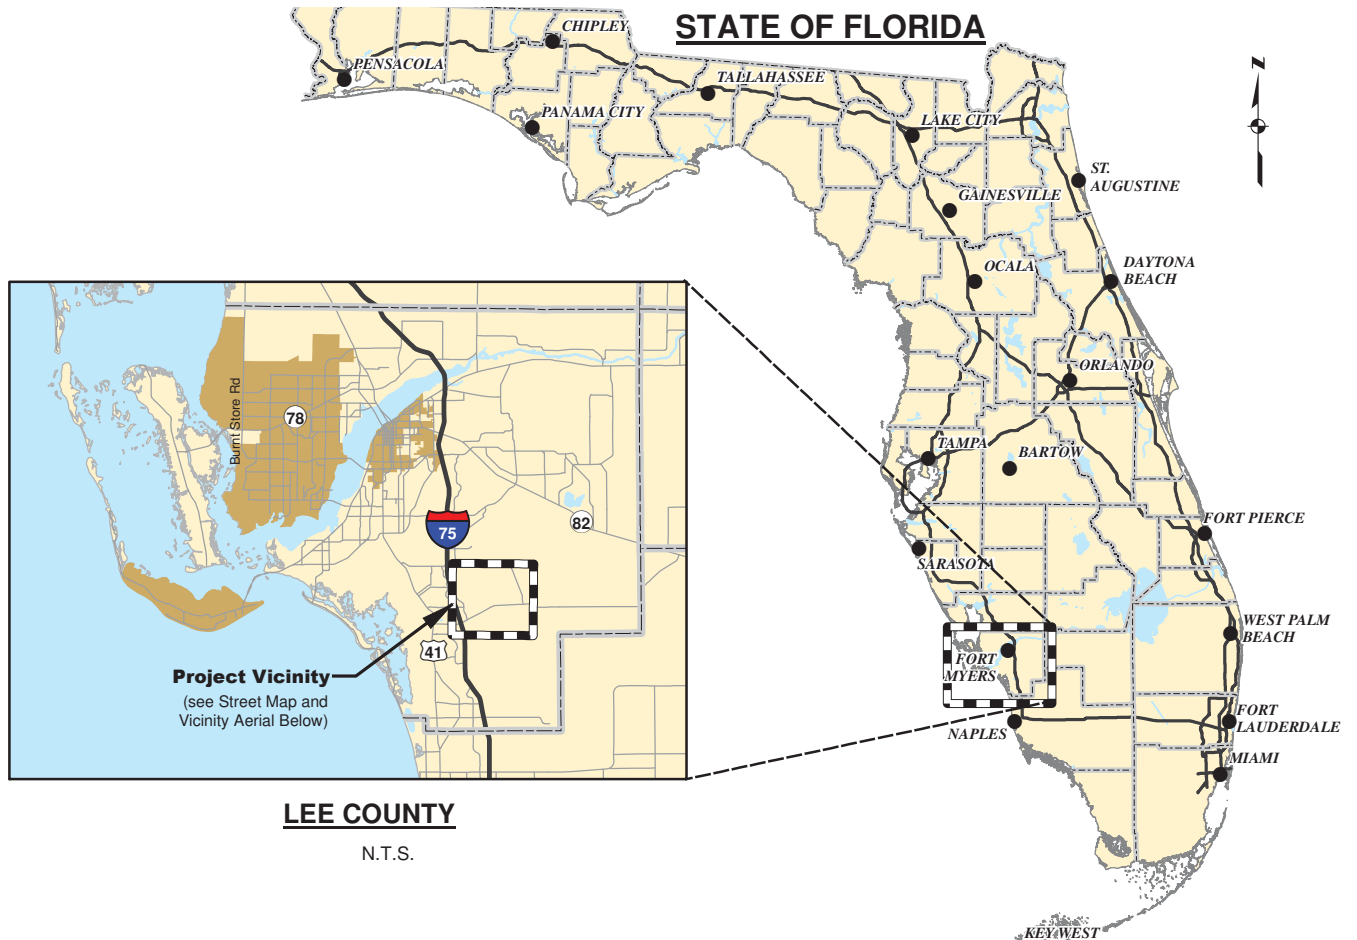 STATE OF FLORIDA
CHIPLEY
PENSACOLA
TALLAHASSEE
PANAMA CITY
LAKE CITY
N
ST.
AUGUSTINE
GAINESVILLE
OCALA
DAYTONA
BEACH
ORLANDO
TAMPA
BARTOW
FORT PIERCE
SARASOTA
WEST PALM
BEACH
FORT
MYERS
NAPLES
FORT
LAUDERDALE
MIAMI
KEY WEST
Burnt Store Rd
78
75
82
41
Project Vicinity
(see Street Map and
Vicinity Aerial Below)
LEE COUNTY
N.T.S.